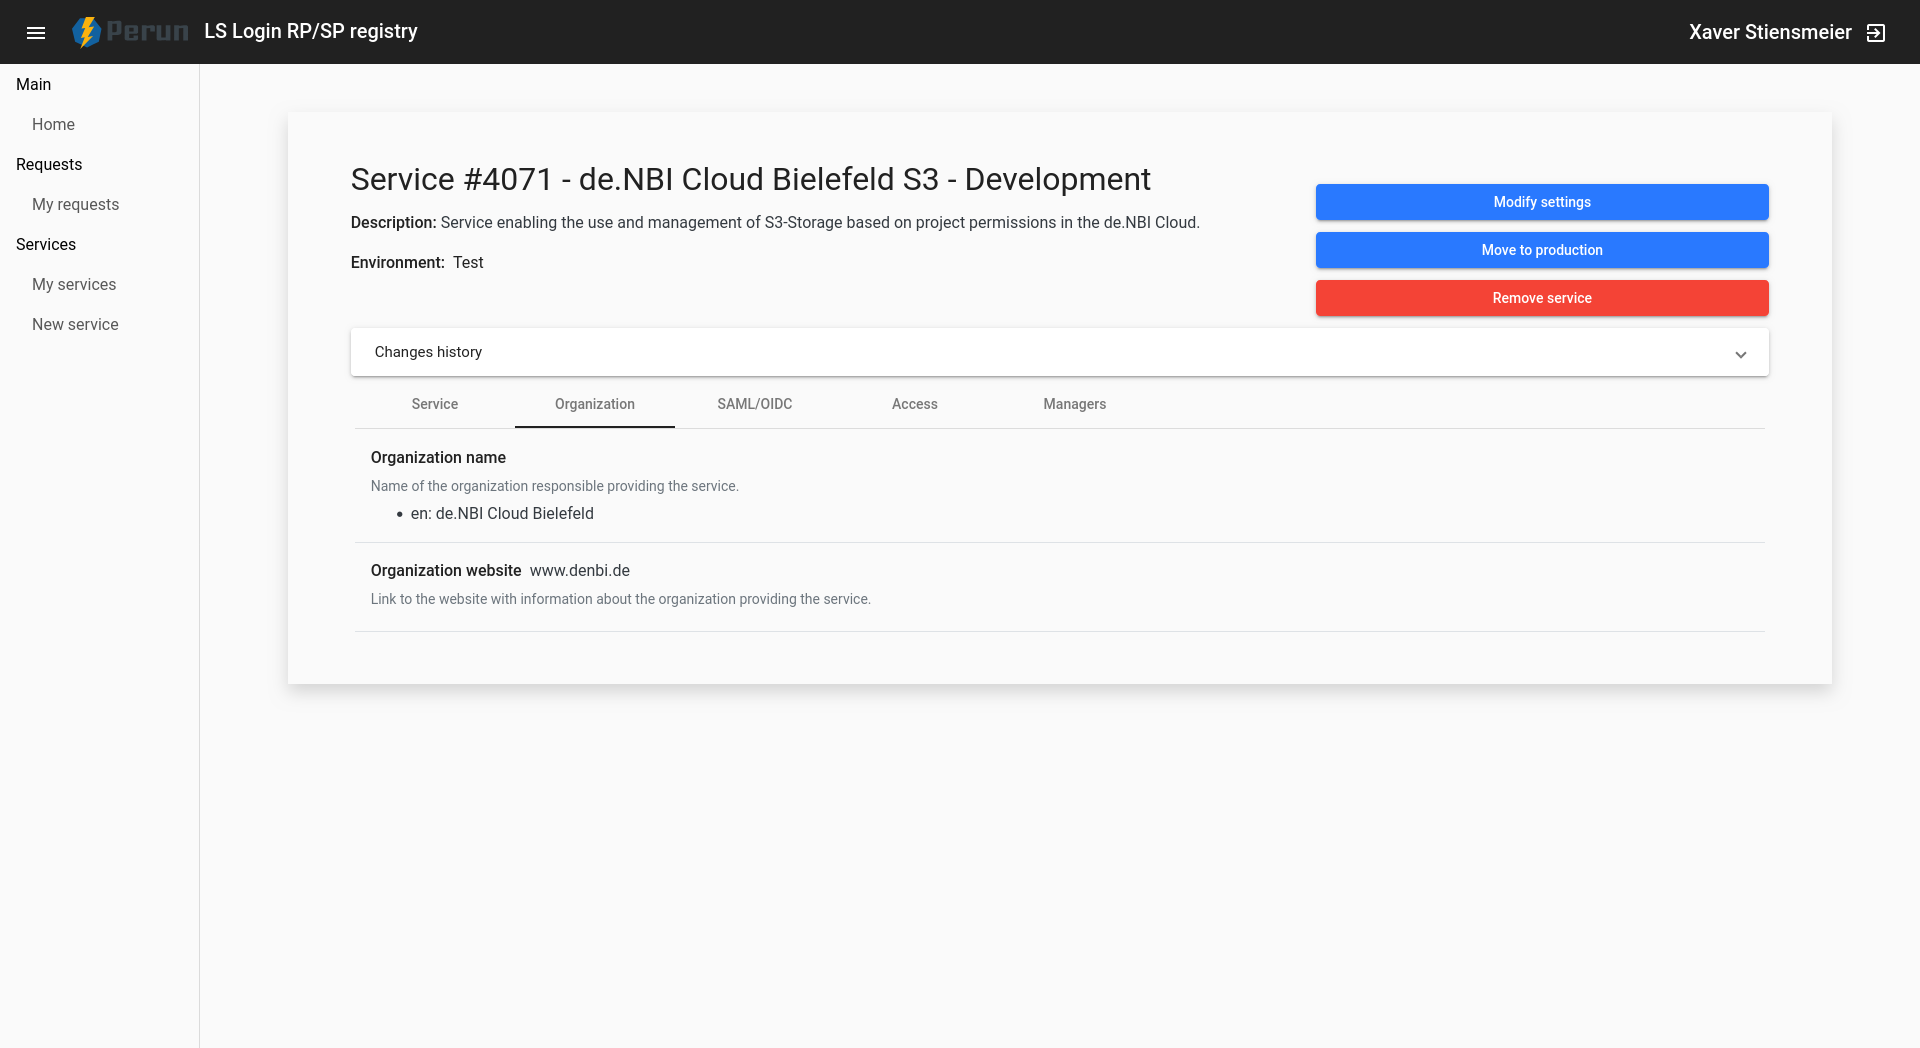 Perun LS Login RP/SP registry
Xaver Stiensmeier
Main
Home
Requests
My requests
Services
My services
New service
Service #4071 - de.NBI Cloud Bielefeld S3 - Development
Description: Service enabling the use and management of S3-Storage based on project permissions in the de.NBI Cloud.
Environment: Test
Modify settings
Move to production
Remove service
Changes history
Service Organization SAML/OIDC Access Managers
Organization name
Name of the organization responsible providing the service.
• en: de.NBI Cloud Bielefeld
Organization website www.denbi.de
Link to the website with information about the organization providing the service.